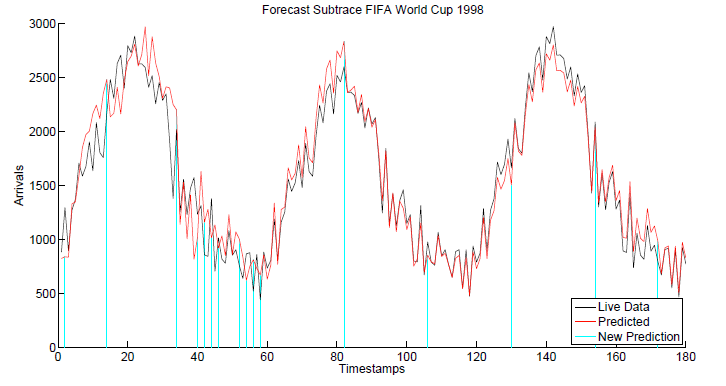 Forecast Subtrace FIFA World Cup 1998
3000
2500
2000
1500
1000
500
0
Arrivals
0 20 40 60 80 100 120 140 160 180
Timestamps
Live Data
Predicted
New Prediction